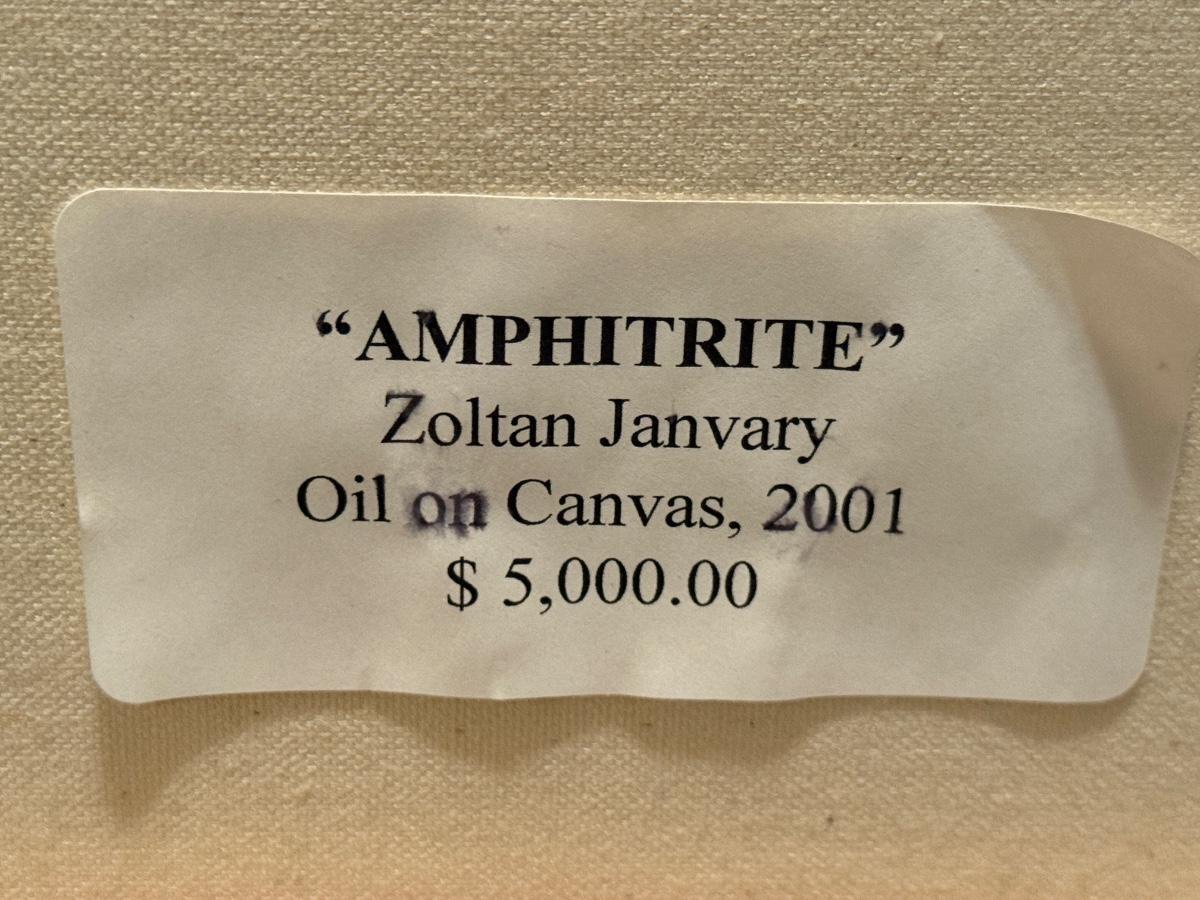 “AMPHITRITE”
Zoltan Janvary
Oil on Canvas, 2001
$ 5,000.00